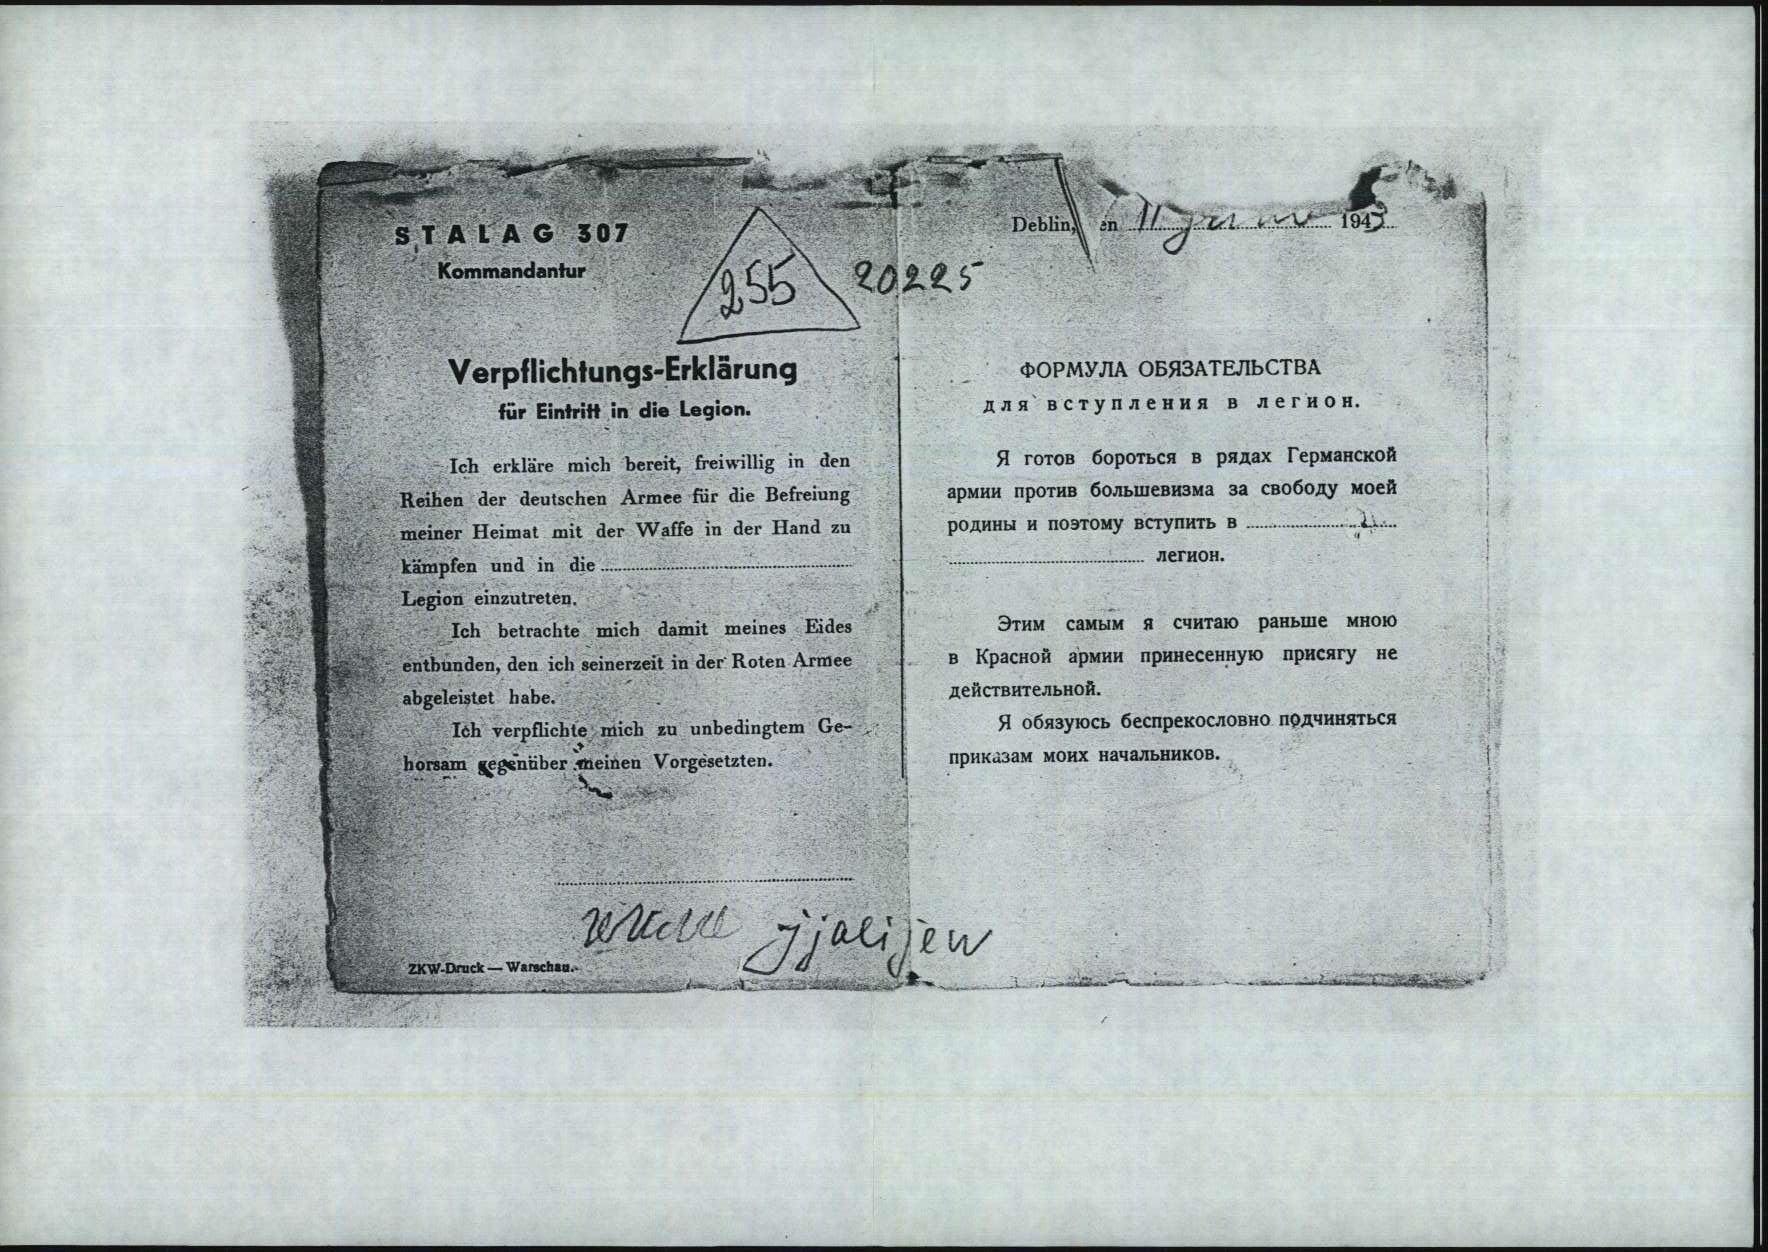 STALAG 307
Kommandantur
255
20225
Deblin, en 11 1943
Verpflichtungs-Erklärung
für Eintritt in die Legion.
Ich erkläre mich bereit, freiwillig in den
Reihen der deutschen Armee für die Befreiung
meiner Heimat mit der Waffe in der Hand zu
kämpfen und in die
Legion einzutreten.
Ich betrachte mich damit meines Eides
entbunden, den ich seinerzeit in der Roten Armee
abgeleistet habe.
Ich verpflichte mich zu unbedingtem Ge-
horsam gegenüber meinen Vorgesetzten.
ZKW-Druck — Warschau.
ФОРМУЛА ОБЯЗАТЕЛЬСТВА
для вступления в легион.
Я готов бороться в рядах Германской
армии против большевизма за свободу моей
родины и поэтому вступить в
легион.
Этим самым я считаю раньше мною
в Красной армии принесенную присягу не
действительной.
Я обязуюсь беспрекословно подчиняться
приказам моих начальников.
jjalijew